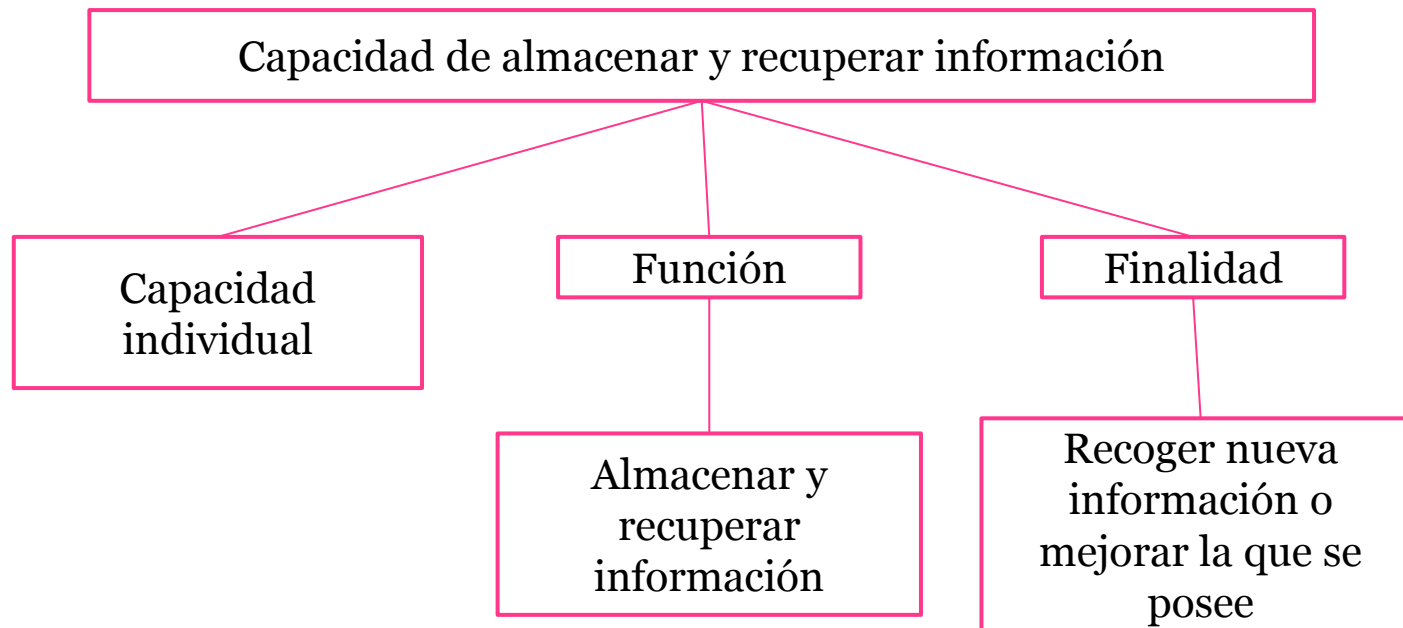 Capacidad de almacenar y recuperar información
Capacidad
individual
Función
Finalidad
Almacenar y
recuperar
información
Recoger nueva
información o
mejorar la que se
posee